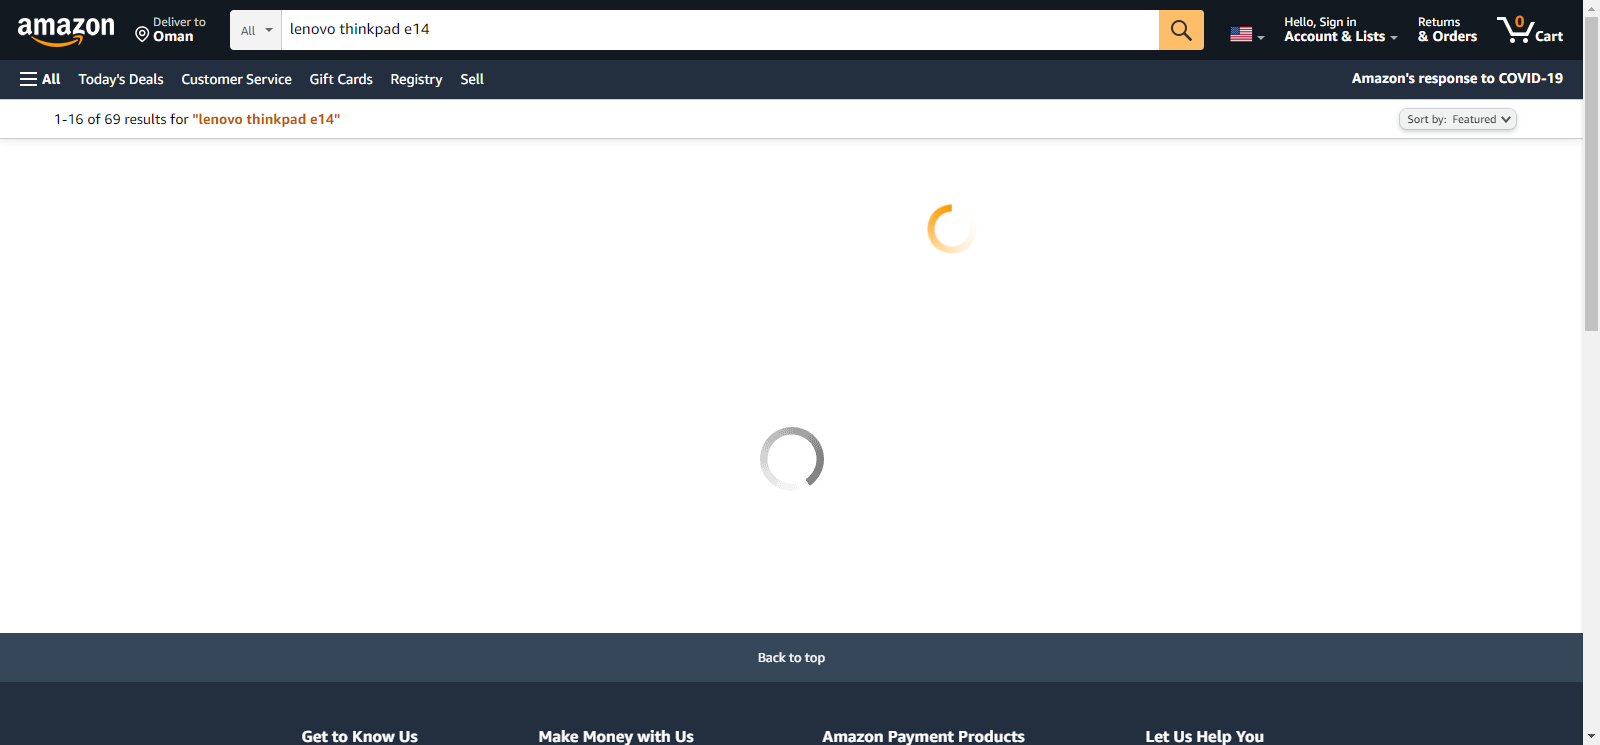 amazon
Deliver to
Oman
All
lenovo thinkpad e14
Hello, Sign in
Account & Lists
Returns
& Orders
0
Cart
All
Today's Deals
Customer Service
Gift Cards
Registry
Sell
Amazon's response to COVID-19
1-16 of 69 results for "lenovo thinkpad e14"
Sort by: Featured
Back to top
Get to Know Us
Make Money with Us
Amazon Payment Products
Let Us Help You